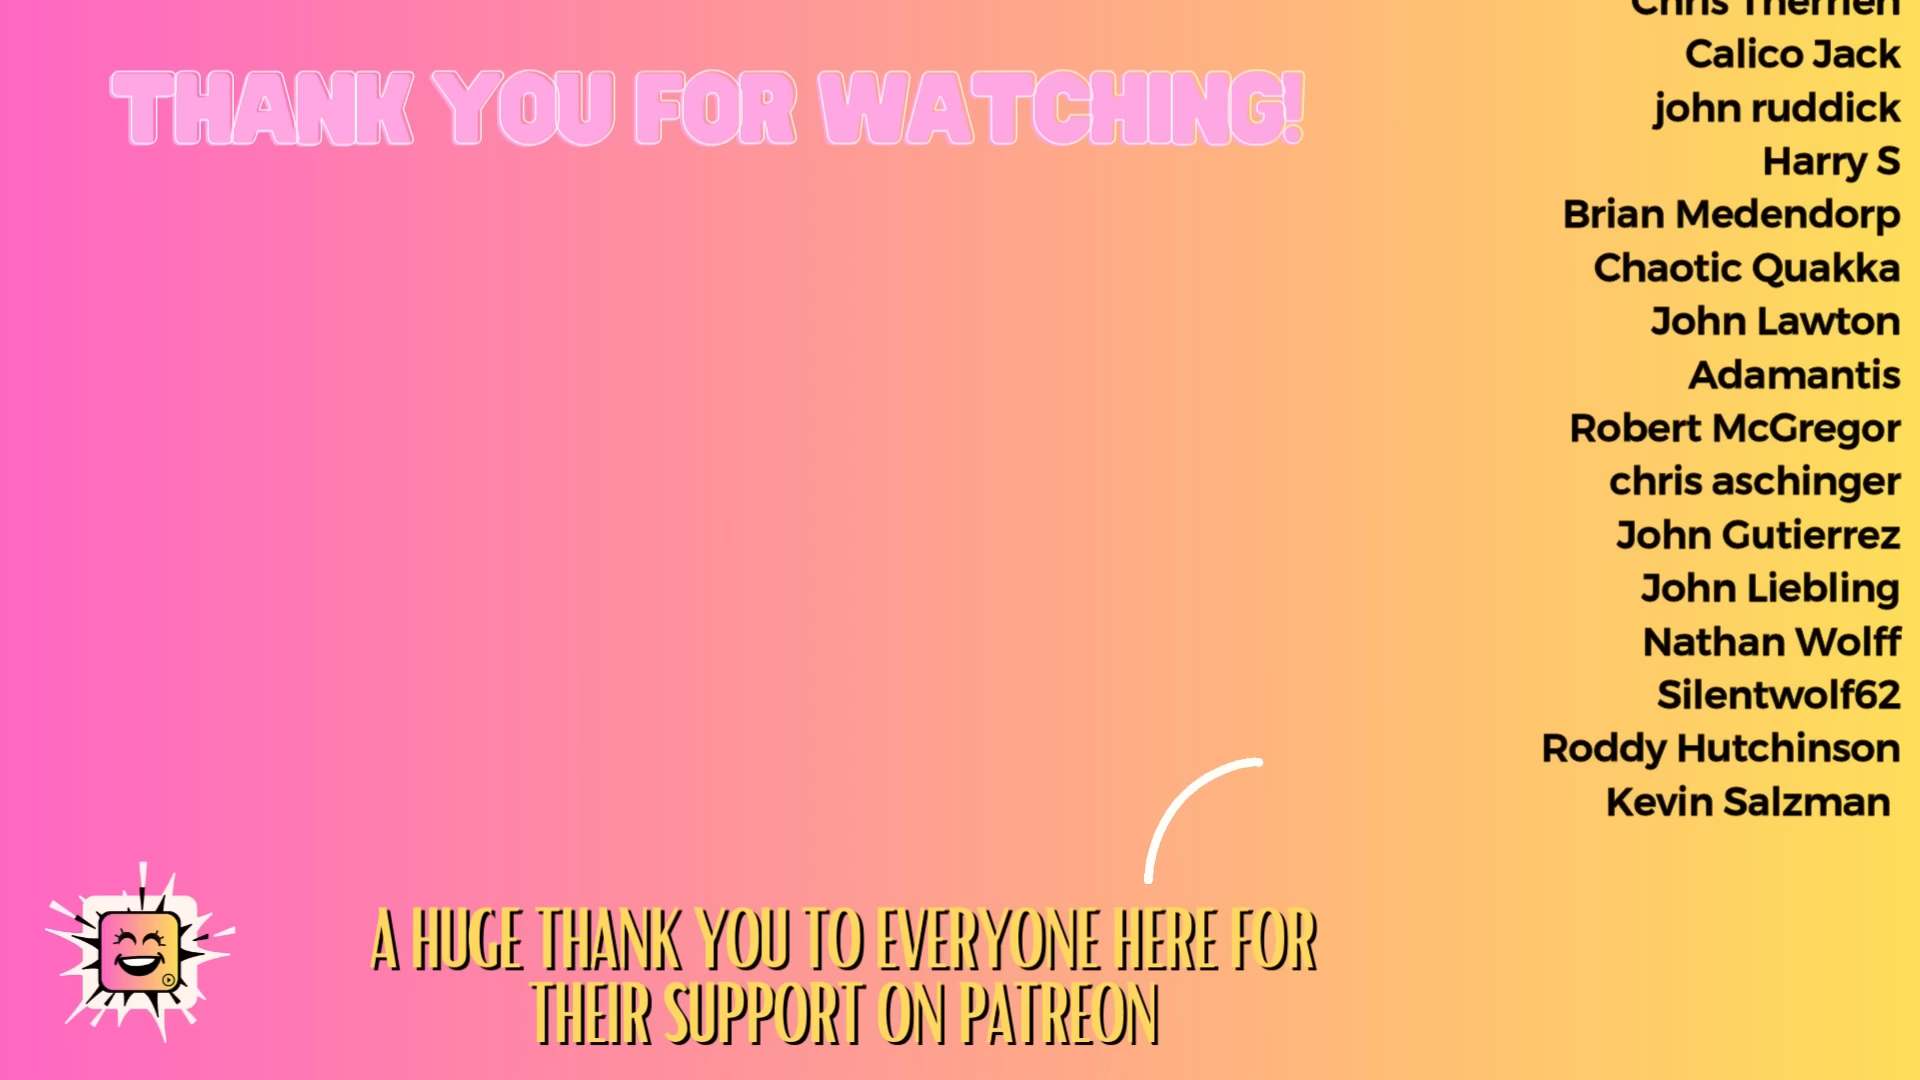 THANK YOU FOR WATCHING!
Chris Therrien
Calico Jack
john ruddick
Harry S
Brian Medendorp
Chaotic Quakka
John Lawton
Adamantis
Robert McGregor
chris aschinger
John Gutierrez
John Liebling
Nathan Wolff
Silentwolf62
Roddy Hutchinson
Kevin Salzman
A HUGE THANK YOU TO EVERYONE HERE FOR
THEIR SUPPORT ON PATREON